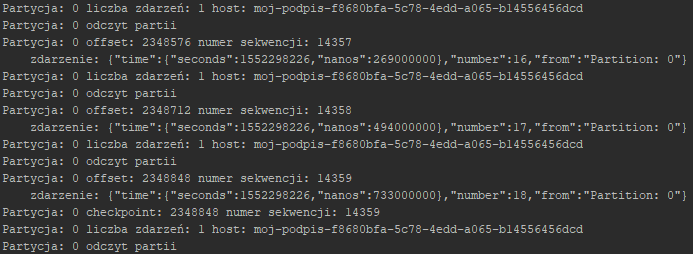 Partycja: 0 liczba zdarzeń: 1 host: moj-podpis-f8680bfa-5c78-4edd-a065-b14556456dcd
Partycja: 0 odczyt partii
Partycja: 0 offset: 2348576 numer sekwencji: 14357
zdarzenie: {"time":{"seconds":1552298226,"nanos":269000000},"number":16,"from":"Partition: 0"}
Partycja: 0 liczba zdarzeń: 1 host: moj-podpis-f8680bfa-5c78-4edd-a065-b14556456dcd
Partycja: 0 odczyt partii
Partycja: 0 offset: 2348712 numer sekwencji: 14358
zdarzenie: {"time":{"seconds":1552298226,"nanos":494000000},"number":17,"from":"Partition: 0"}
Partycja: 0 liczba zdarzeń: 1 host: moj-podpis-f8680bfa-5c78-4edd-a065-b14556456dcd
Partycja: 0 odczyt partii
Partycja: 0 offset: 2348848 numer sekwencji: 14359
zdarzenie: {"time":{"seconds":1552298226,"nanos":733000000},"number":18,"from":"Partition: 0"}
Partycja: 0 checkpoint: 2348848 numer sekwencji: 14359
Partycja: 0 liczba zdarzeń: 1 host: moj-podpis-f8680bfa-5c78-4edd-a065-b14556456dcd
Partycja: 0 odczyt partii